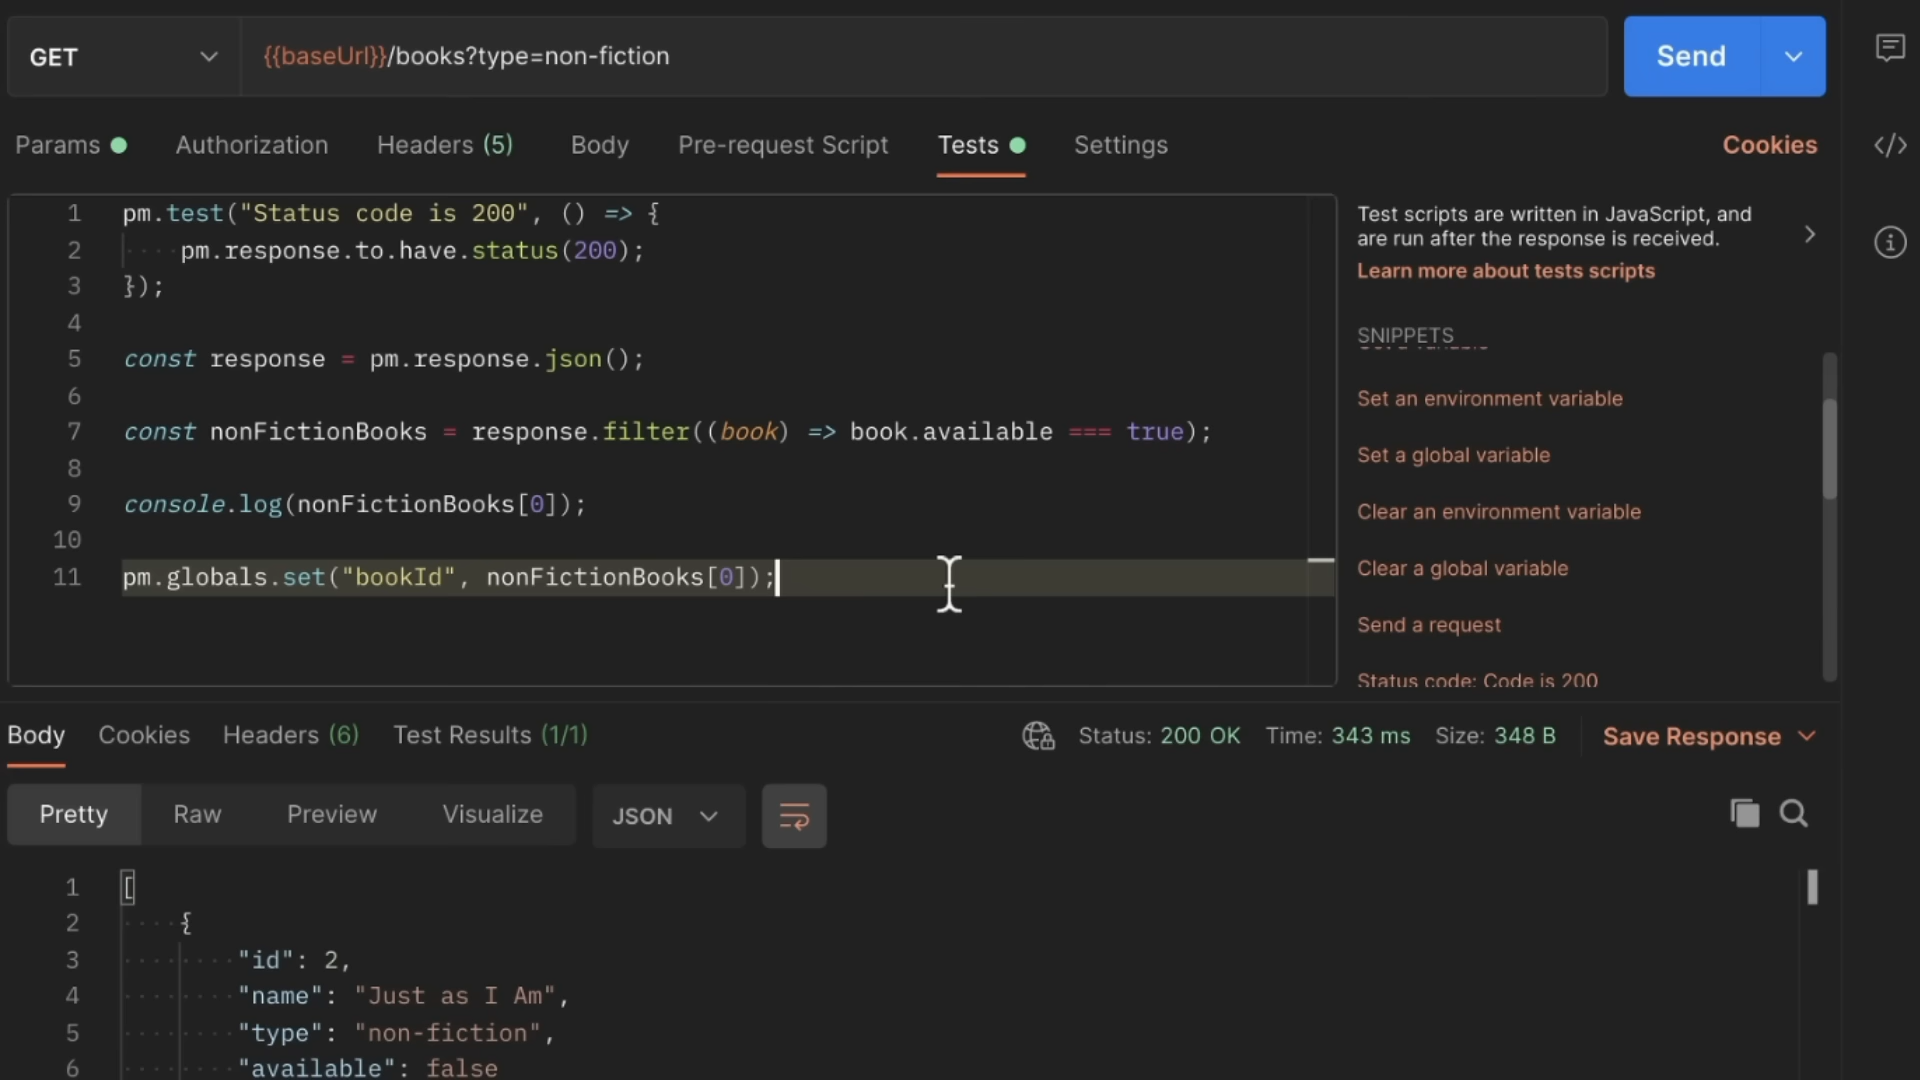 GET {{baseUrl}}/books?type=non-fiction Send
Params Authorization Headers (5) Body Pre-request Script Tests Settings Cookies
1 pm.test("Status code is 200", () => {
2 pm.response.to.have.status(200);
3 });
4
5 const response = pm.response.json();
6
7 const nonFictionBooks = response.filter((book) => book.available === true);
8
9 console.log(nonFictionBooks[0]);
10
11 pm.globals.set("bookId", nonFictionBooks[0]);
Test scripts are written in JavaScript, and
are run after the response is received.
Learn more about tests scripts
SNIPPETS
Set an environment variable
Set a global variable
Clear an environment variable
Clear a global variable
Send a request
Status code: Code is 200
Body Cookies Headers (6) Test Results (1/1) Status: 200 OK Time: 343 ms Size: 348 B Save Response
Pretty Raw Preview Visualize JSON
1 [
2 {
3 "id": 2,
4 "name": "Just as I Am",
5 "type": "non-fiction",
6 "available": false